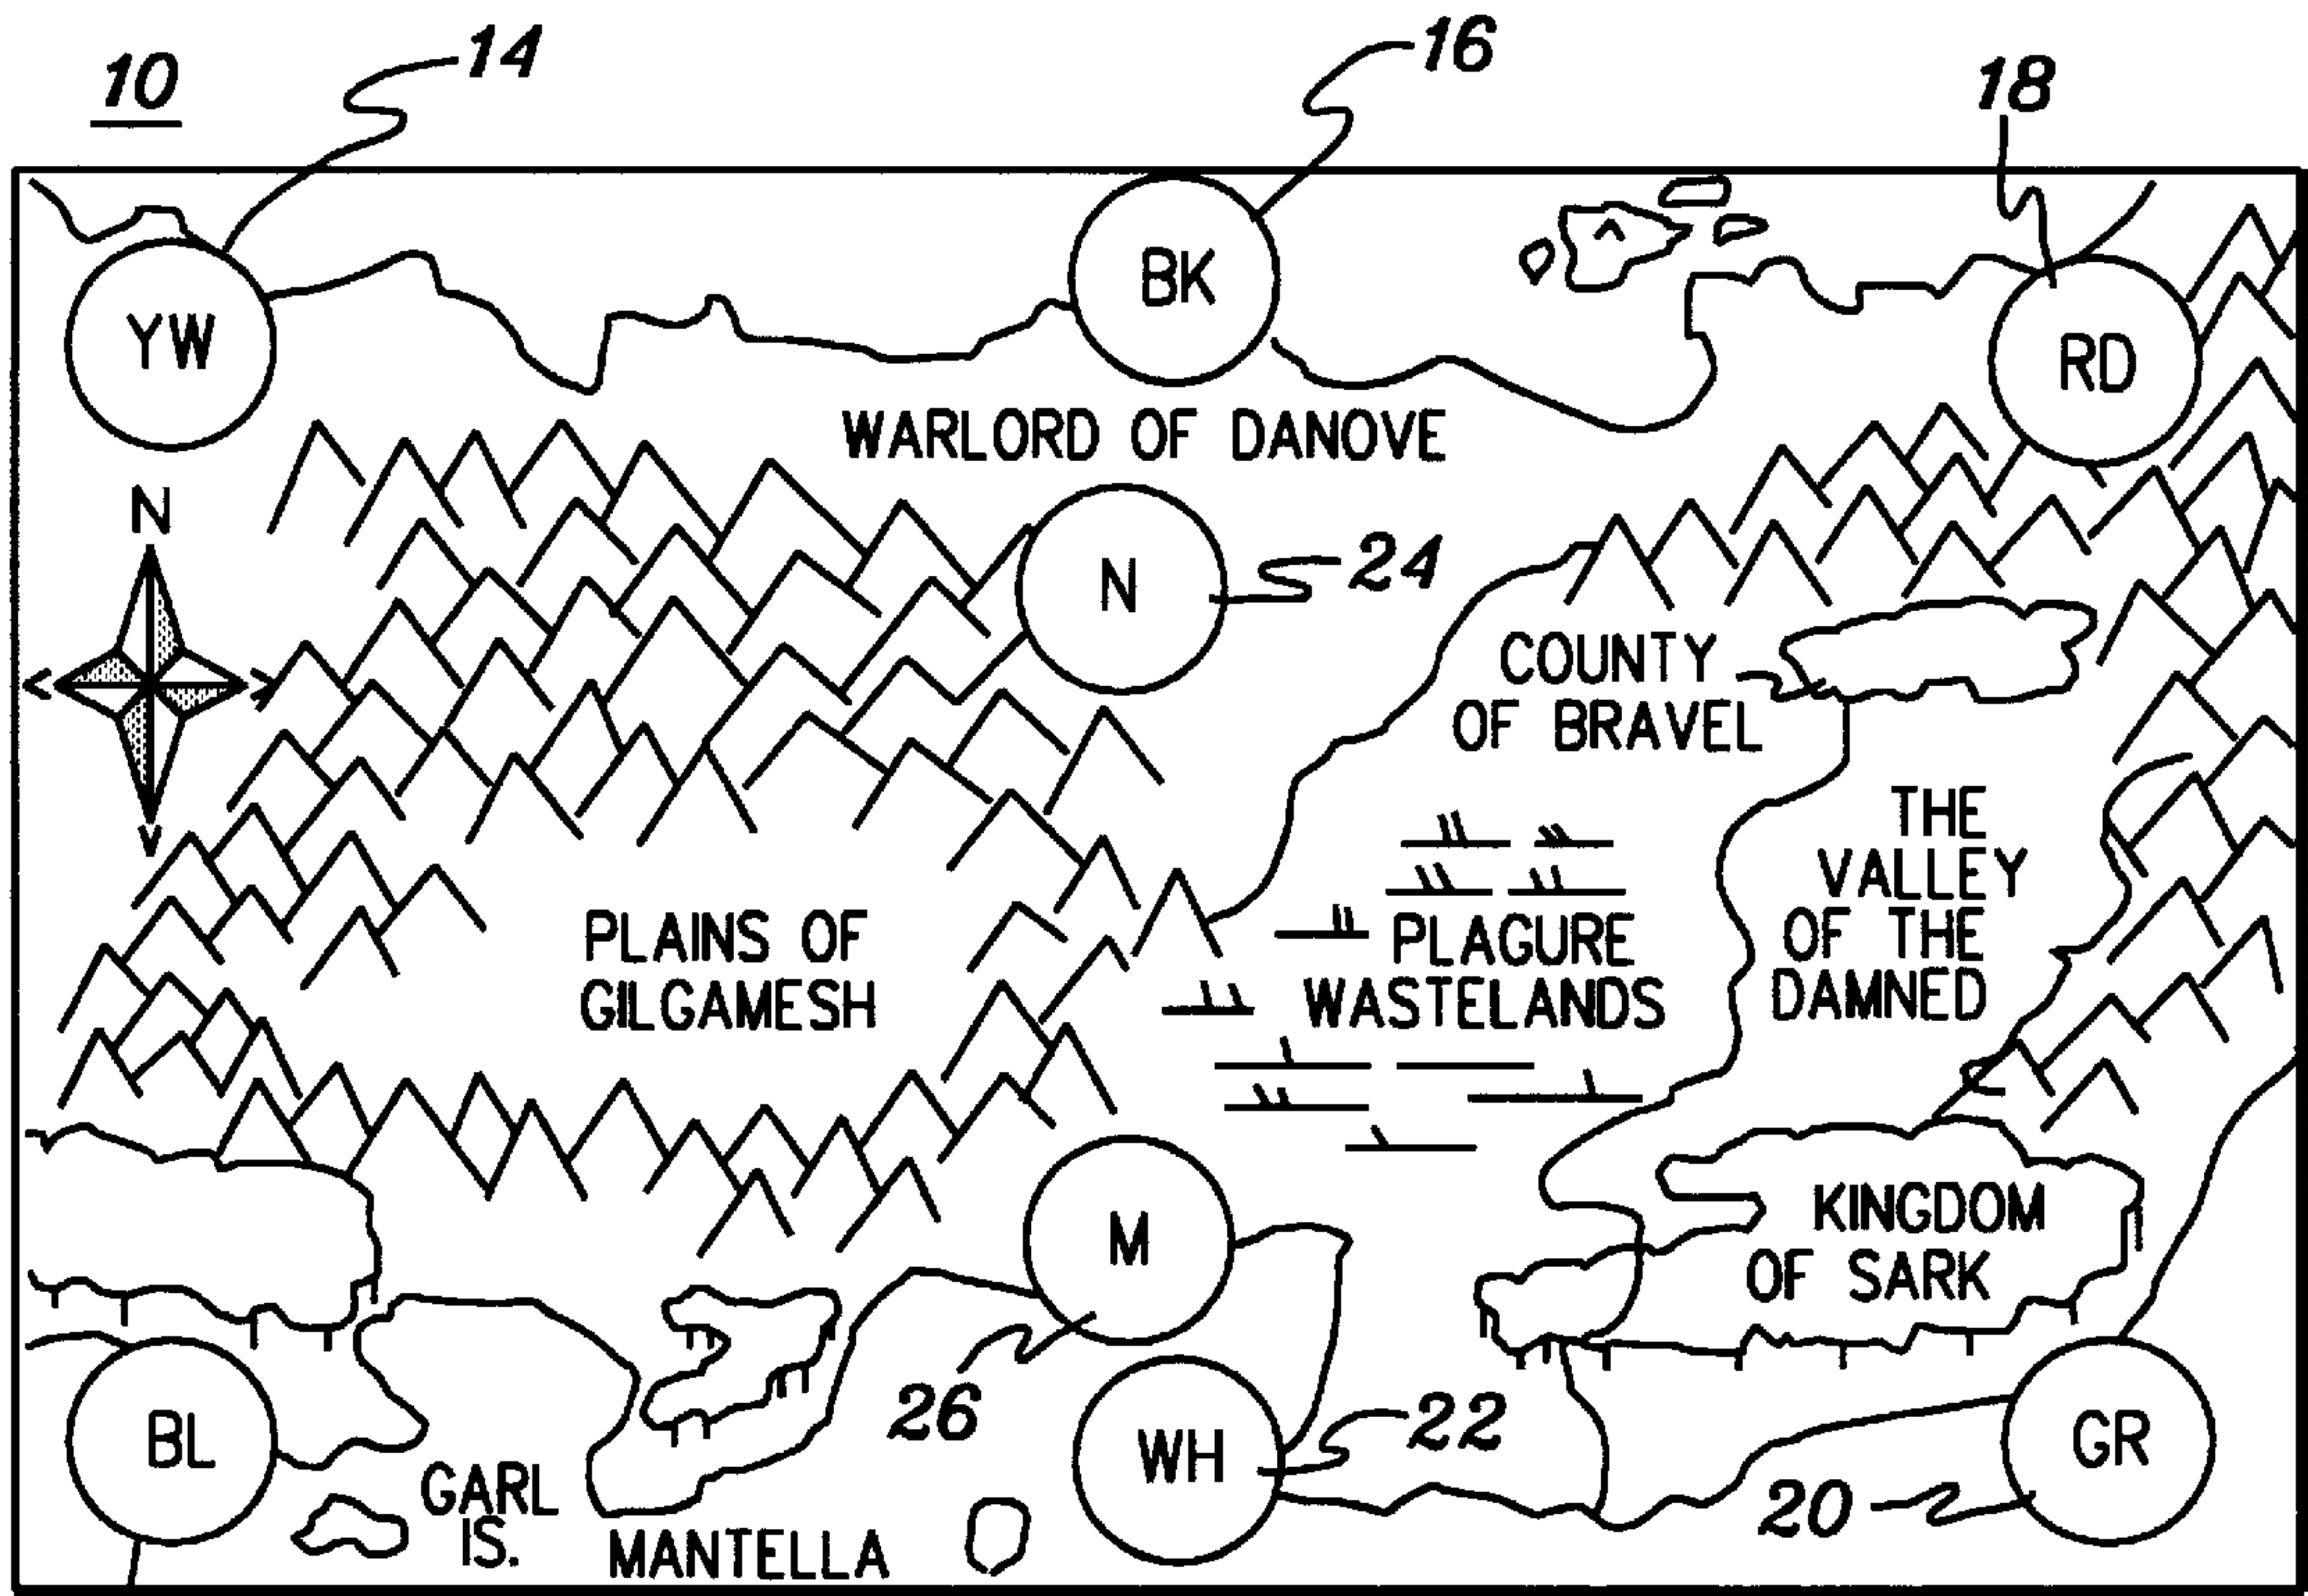 10
14
16
18
YW
BK
RD
WARLORD OF DANOVE
N
N
24
COUNTY
OF BRAVEL
THE
VALLEY
OF THE
DAMNED
PLAINS OF
GILGAMESH
PLAGURE
WASTELANDS
M
KINGDOM
OF SARK
26
22
BL
WH
GR
GARL
IS.
20
MANTELLA